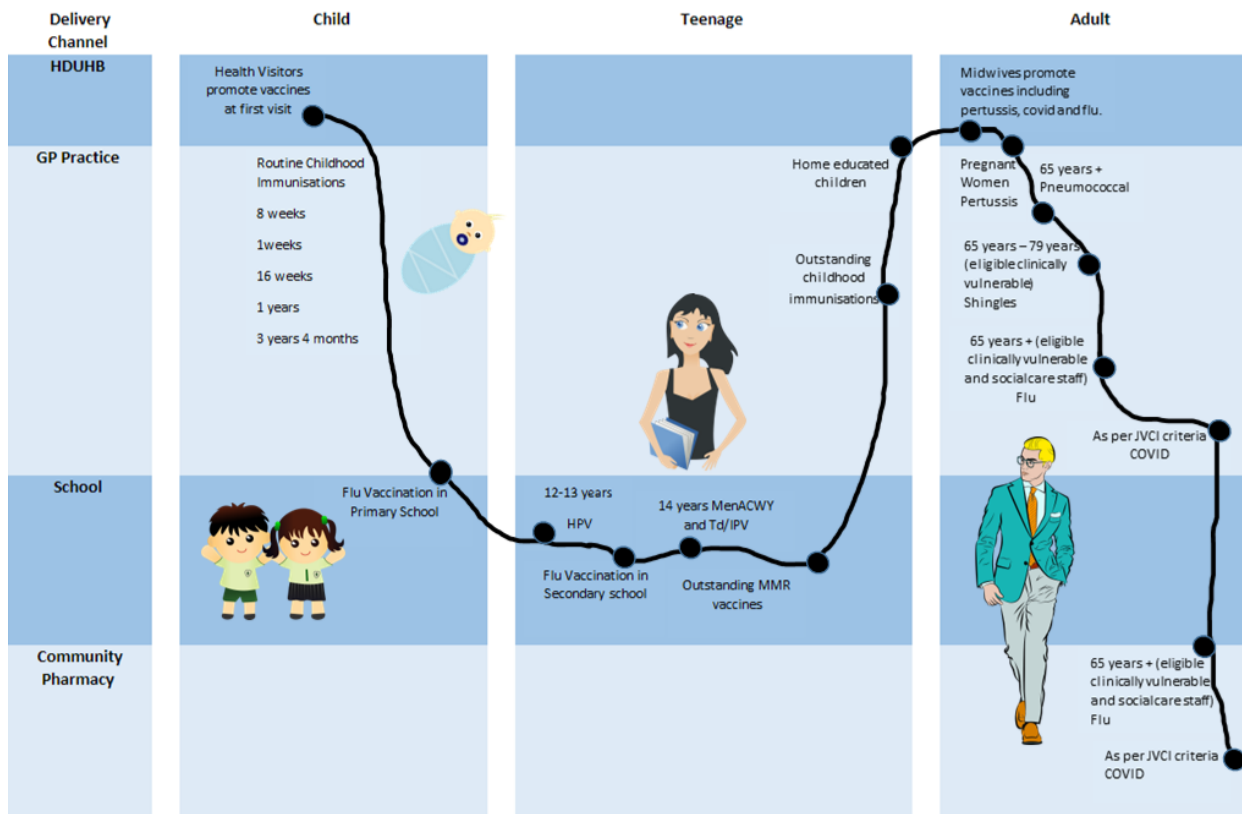 Delivery
Channel
Child
Teenage
Adult
HDUHB
Health Visitors
promote vaccines
at first visit
Midwives promote
vaccines including
pertussis, covid and flu.
GP Practice
Routine Childhood
Immunisations
8 weeks
1weeks
16 weeks
1 years
3 years 4 months
Home educated
children
Outstanding
childhood
immunisations
Pregnant
Women
Pertussis
65 years +
Pneumococcal
65 years – 79 years
(eligible clinically
vulnerable)
Shingles
65 years + (eligible
clinically vulnerable
and socialcare staff)
Flu
As per JVCI criteria
COVID
School
Flu Vaccination in
Primary School
12-13 years
HPV
Flu Vaccination in
Secondary school
14 years MenACWY
and Td/IPV
Outstanding MMR
vaccines
Community
Pharmacy
65 years + (eligible
clinically vulnerable
and socialcare staff)
Flu
As per JVCI criteria
COVID